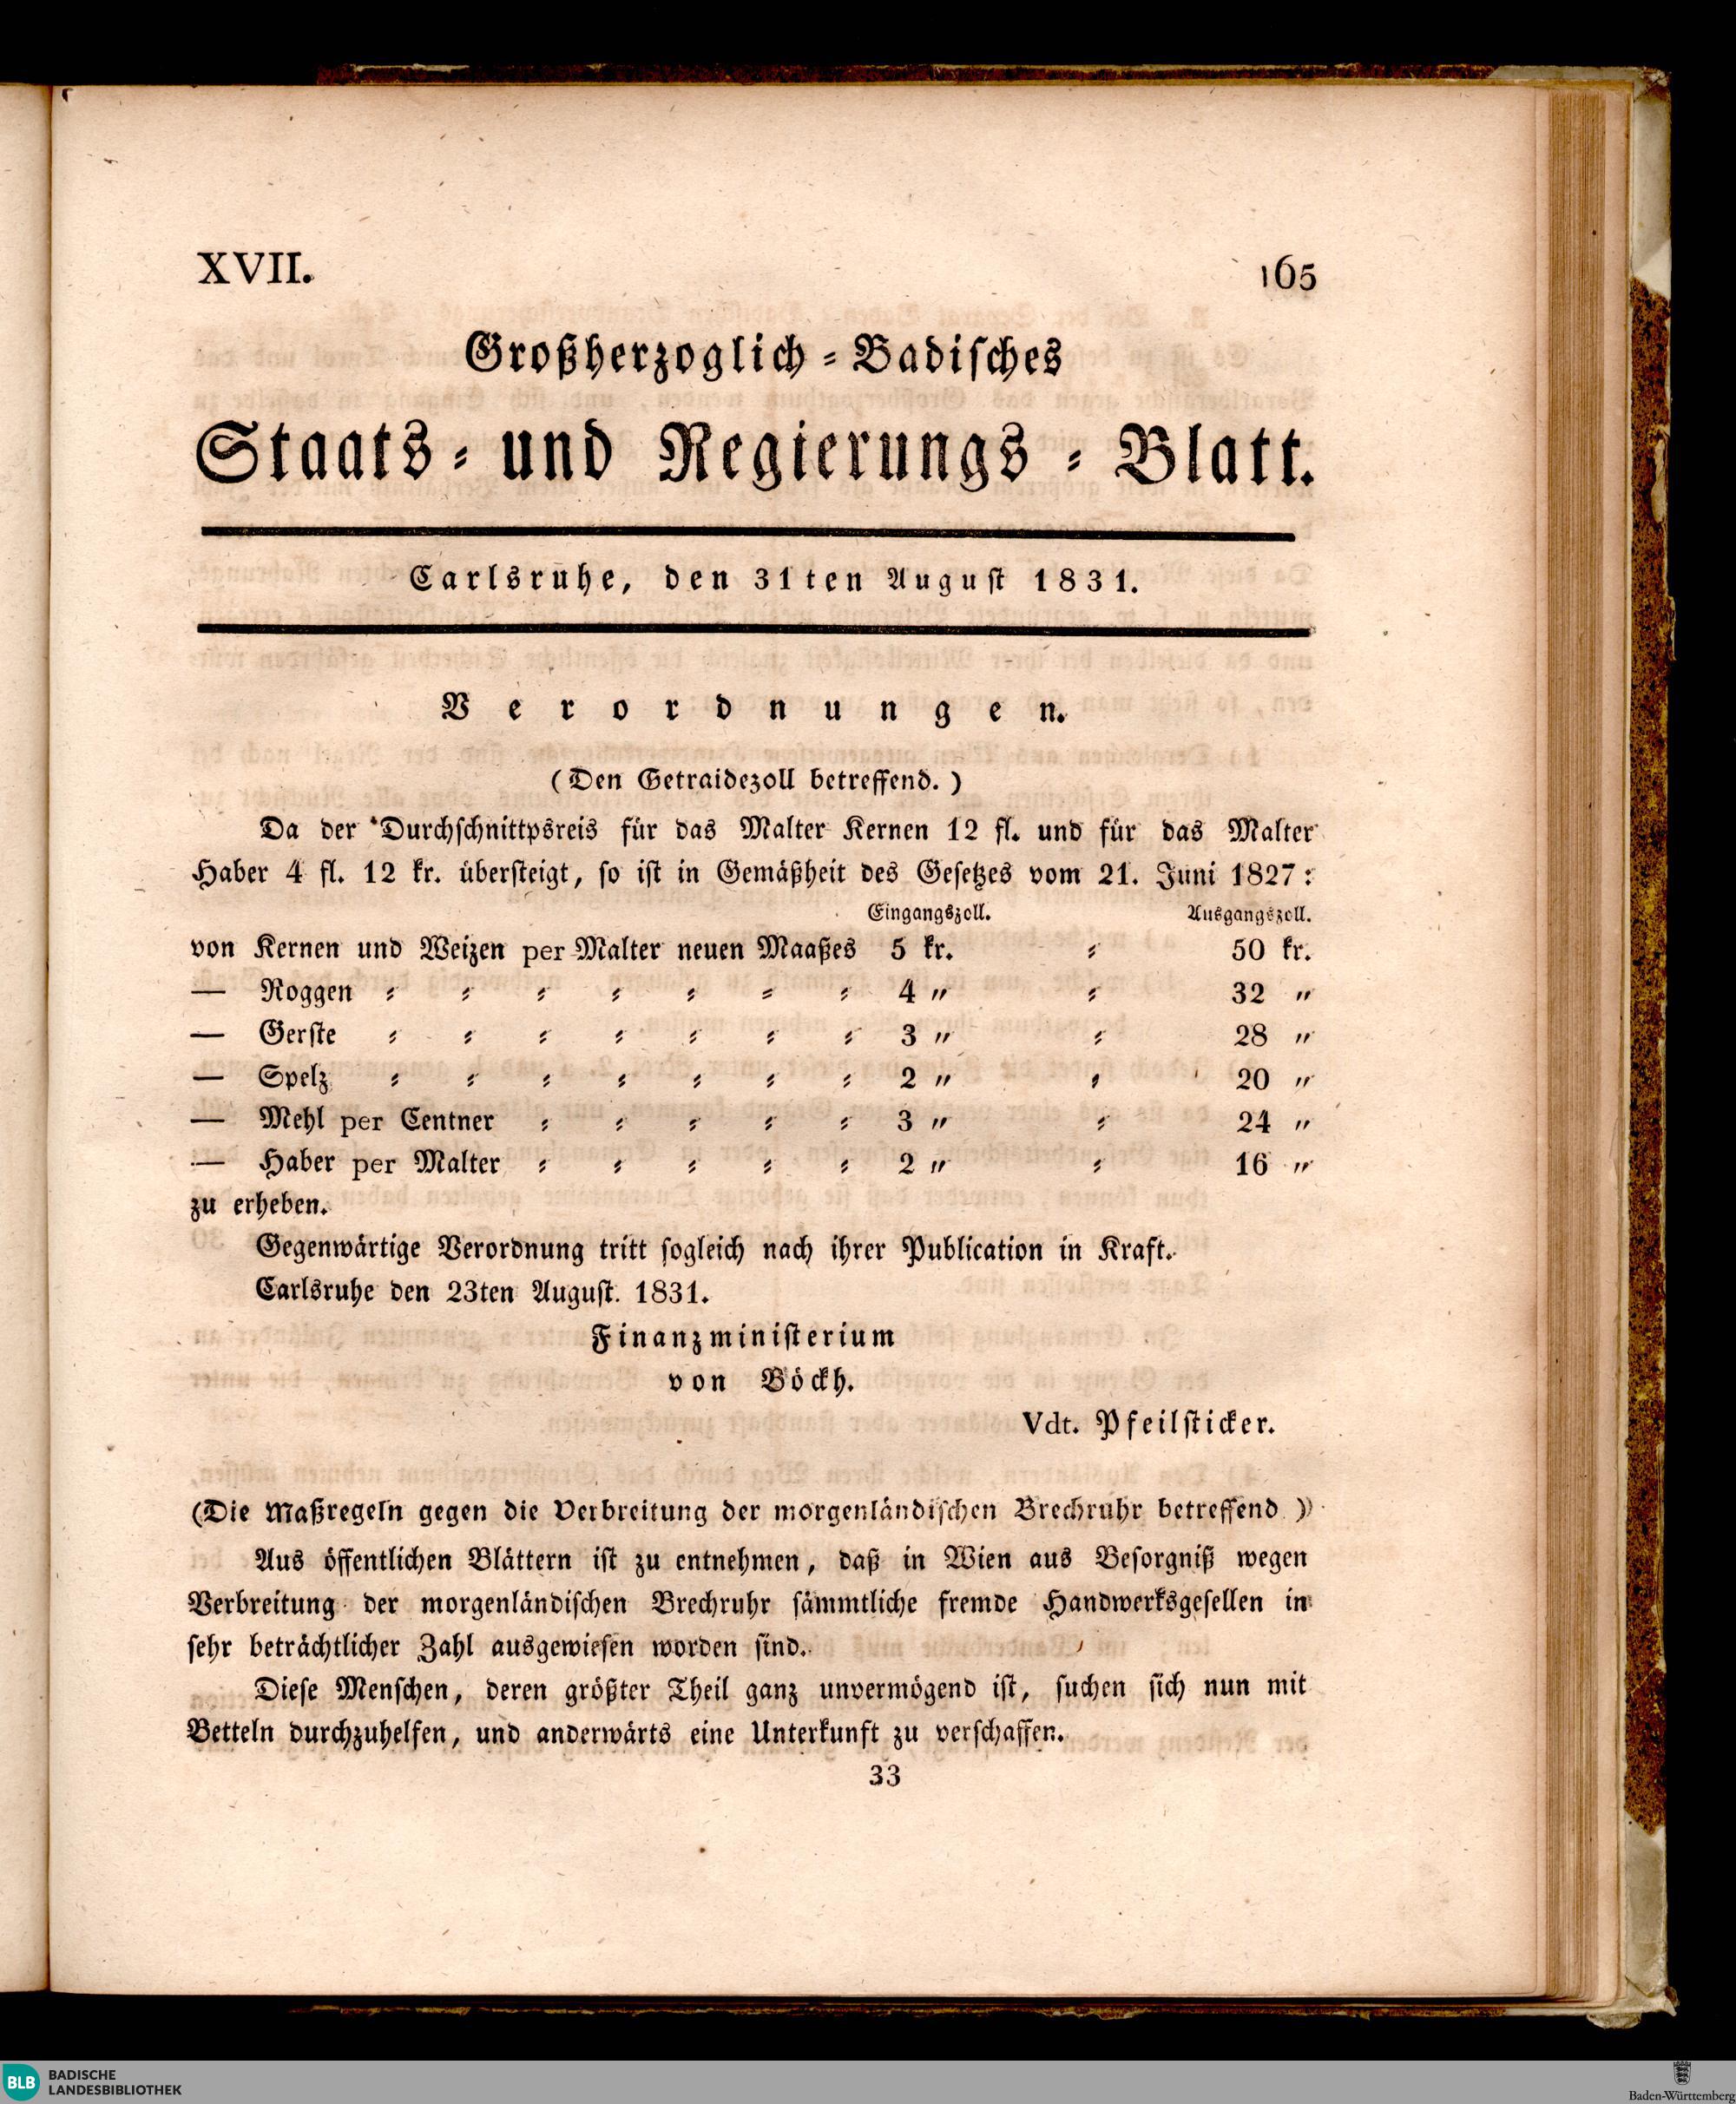 XVII.
165
Großherzoglich-Badisches
Staats- und Regierungs-Blatt.
Carlsruhe, den 31ten August 1831.
Verordnungen.
(Den Getraidezoll betreffend.)
Da der Durchschnittpsreis für das Malter Kernen 12 fl. und für das Malter
Haber 4 fl. 12 kr. übersteigt, so ist in Gemäßheit des Gesetzes vom 21. Juni 1827:
Eingangszoll. Ausgangszoll.
von Kernen und Weizen per Malter neuen Maaßes 5 kr. = 50 kr.
— Roggen = = = = = = = 4 〃 = 32 〃
— Gerste = = = = = = = 3 〃 = 28 〃
— Spelz = = = = = = = 2 〃 = 20 〃
— Mehl per Centner = = = = = 3 〃 = 24 〃
— Haber per Malter = = = = = 2 〃 = 16 〃
zu erheben.
Gegenwärtige Verordnung tritt sogleich nach ihrer Publication in Kraft.
Carlsruhe den 23ten August. 1831.
Finanzministerium
von Böckh.
Vdt. Pfeilsticker.
(Die Maßregeln gegen die Verbreitung der morgenländischen Brechruhr betreffend.)
Aus öffentlichen Blättern ist zu entnehmen, daß in Wien aus Besorgniß wegen
Verbreitung der morgenländischen Brechruhr sämmtliche fremde Handwerksgesellen in
sehr beträchtlicher Zahl ausgewiesen worden sind.
Diese Menschen, deren größter Theil ganz unvermögend ist, suchen sich nun mit
Betteln durchzuhelfen, und anderwärts eine Unterkunft zu verschaffen.
33
BLB BADISCHE
LANDESBIBLIOTHEK
Baden-Württemberg